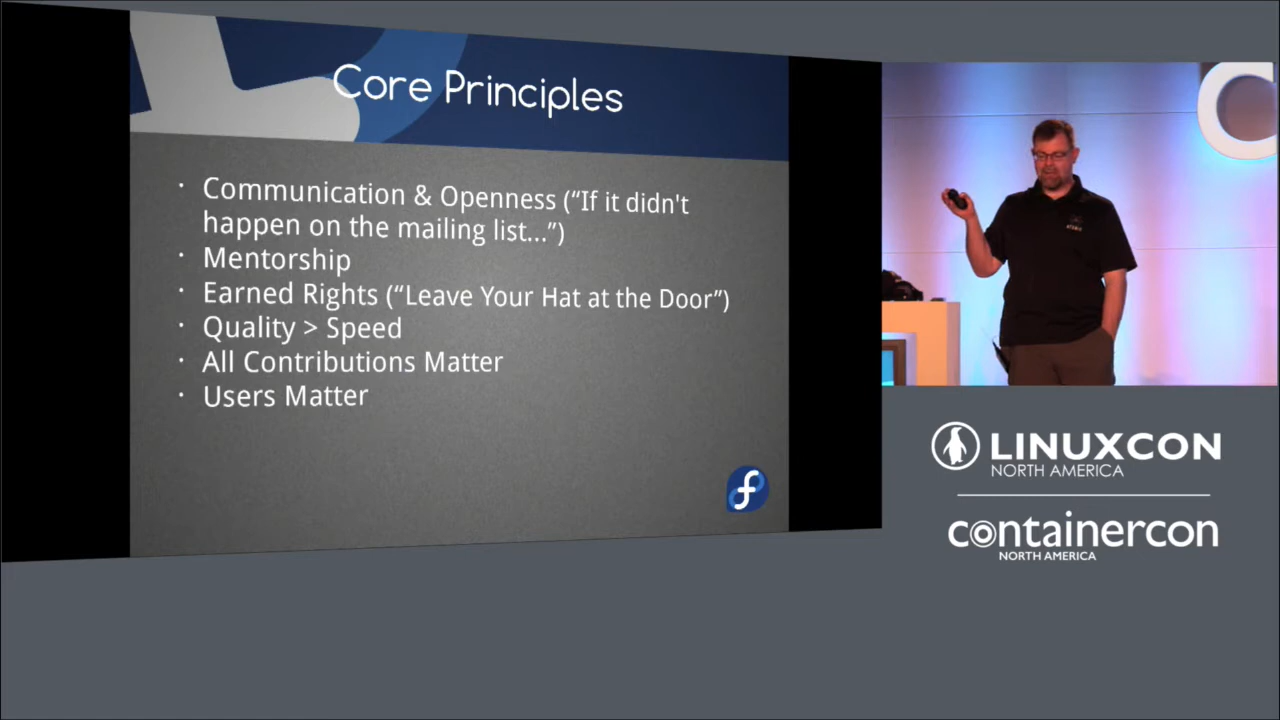 Core Principles
· Communication & Openness (“If it didn't
happen on the mailing list...”)
· Mentorship
· Earned Rights (“Leave Your Hat at the Door”)
· Quality > Speed
· All Contributions Matter
· Users Matter
LINUXCON
NORTH AMERICA
containercon
NORTH AMERICA